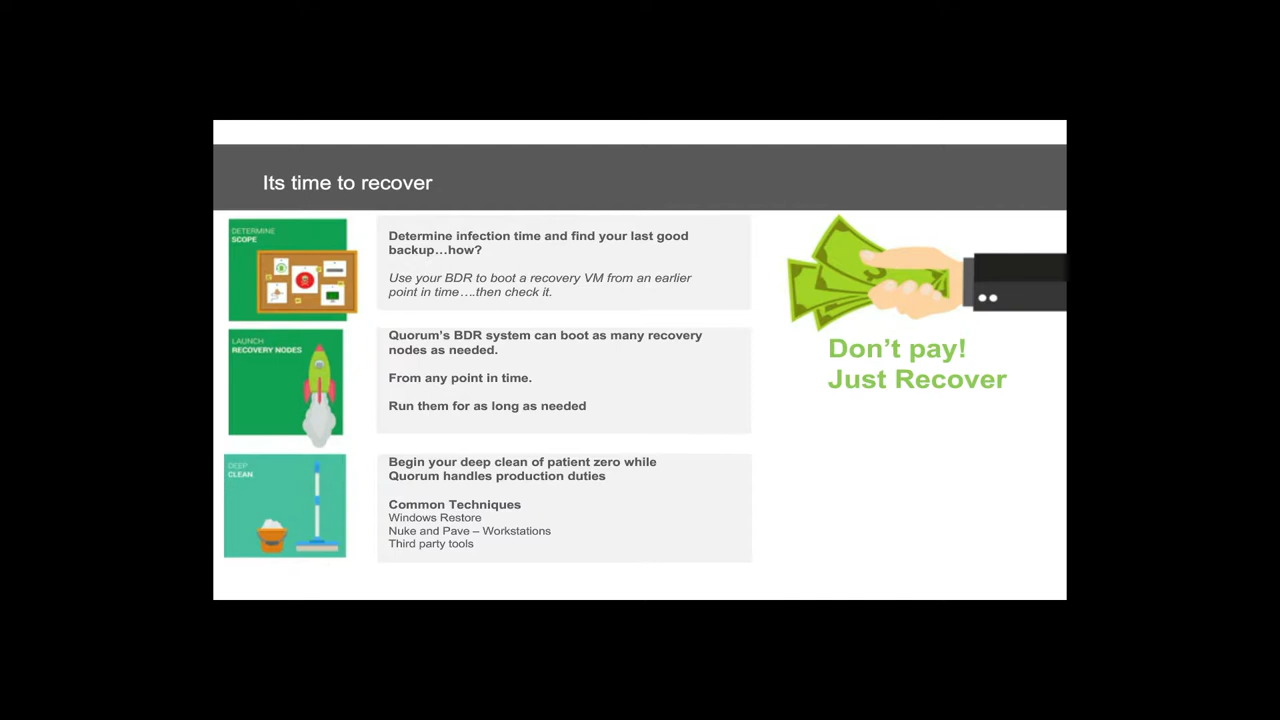 Its time to recover
DETERMINE
SCOPE
Determine infection time and find your last good
backup…how?
Use your BDR to boot a recovery VM from an earlier
point in time….then check it.
LAUNCH
RECOVERY NODES
Quorum’s BDR system can boot as many recovery
nodes as needed.
From any point in time.
Run them for as long as needed
DEEP
CLEAN
Begin your deep clean of patient zero while
Quorum handles production duties
Common Techniques
Windows Restore
Nuke and Pave – Workstations
Third party tools
Don’t pay!
Just Recover